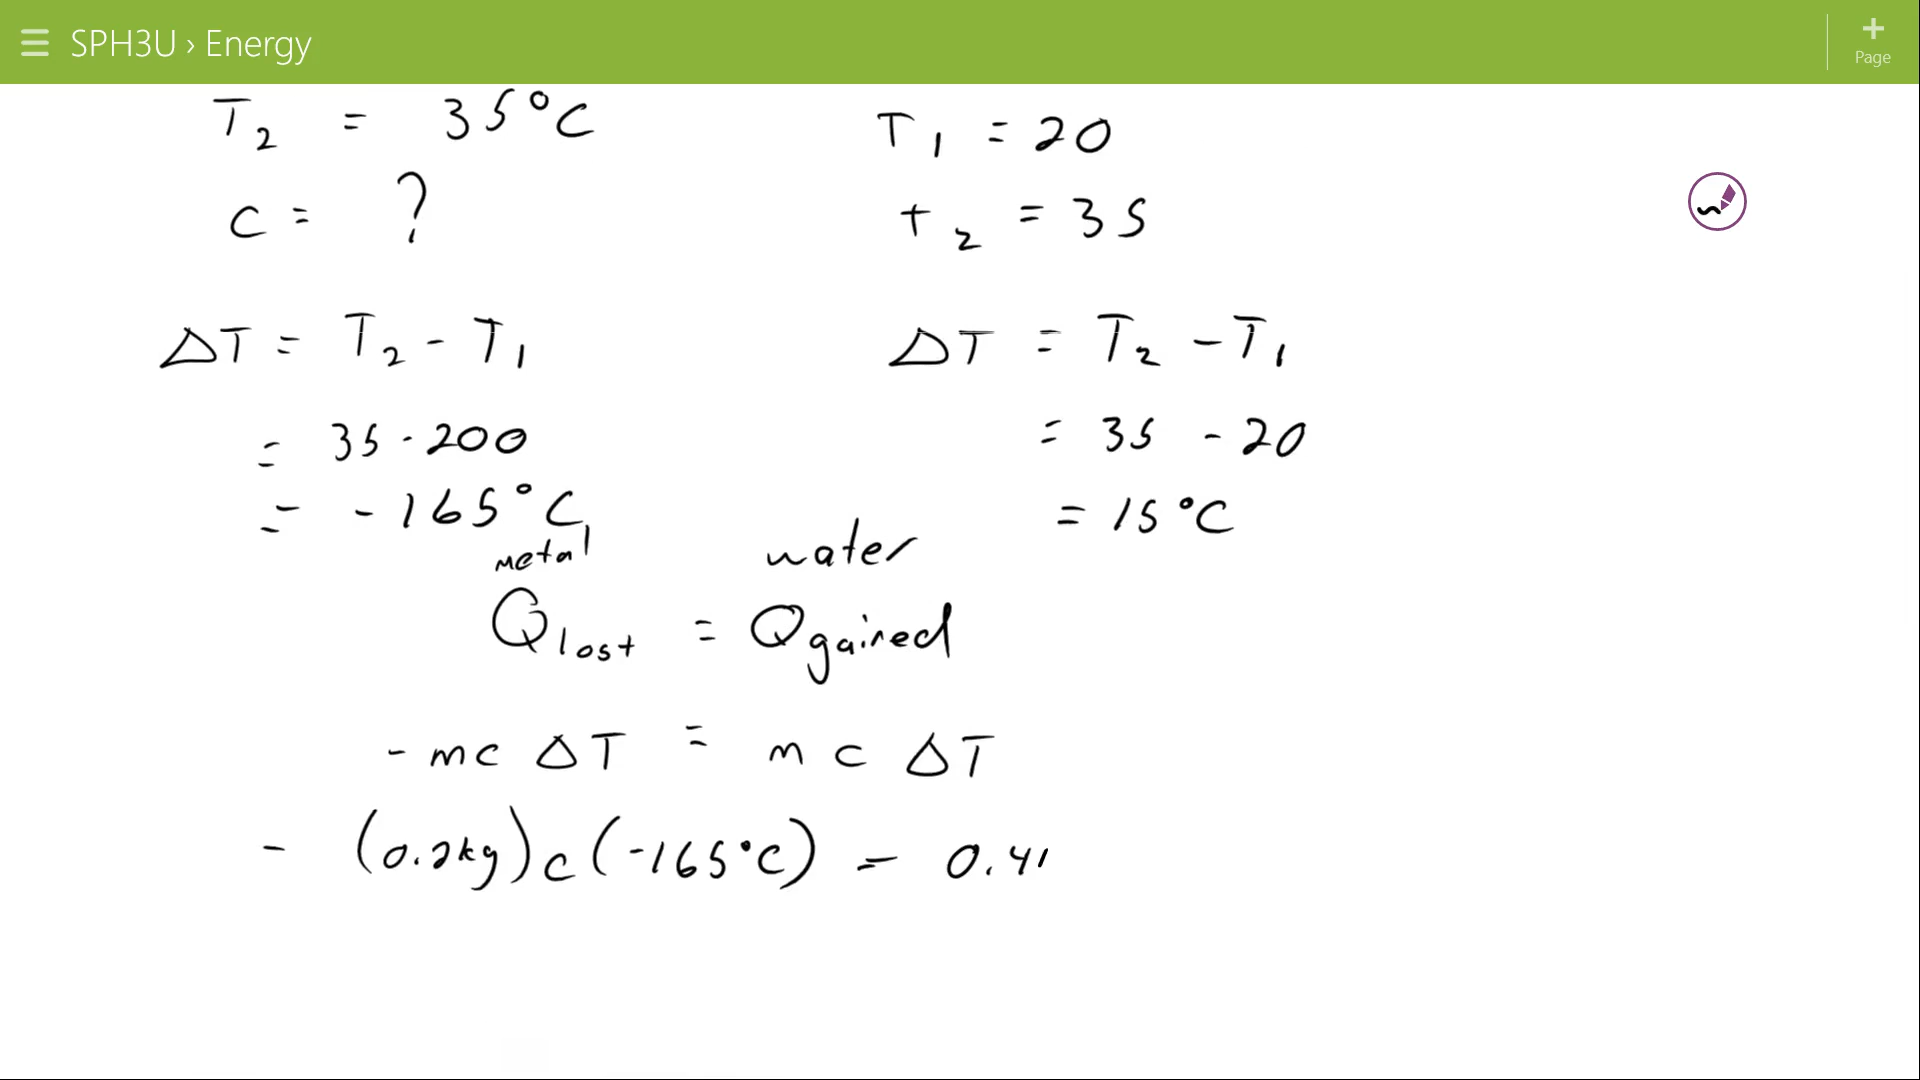 SPH3U › Energy
Page
T₂ = 35°C
c = ?
ΔT = T₂ - T₁
= 35 - 200
= -165°C
T₁ = 20
t₂ = 35
ΔT = T₂ - T₁
= 35 - 20
= 15°C
metal water
Qlost = Qgained
-mcΔT = mcΔT
- (0.2kg)c(-165°C) = 0.4